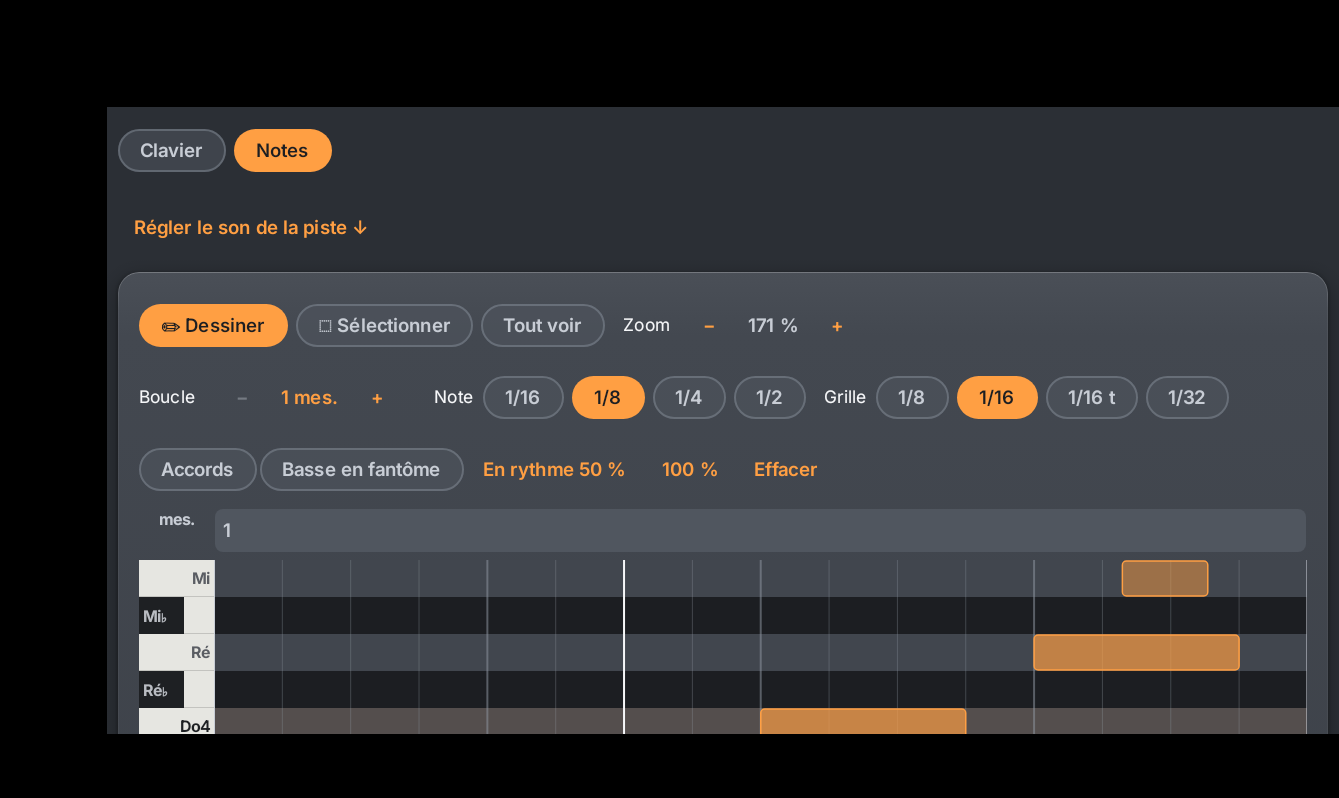 Clavier Notes
Régler le son de la piste ↓
✏ Dessiner Sélectionner Tout voir Zoom – 171 % +
Boucle – 1 mes. + Note 1/16 1/8 1/4 1/2 Grille 1/8 1/16 1/16 t 1/32
Accords Basse en fantôme En rythme 50 % 100 % Effacer
mes. 1
Mi
Mi♭
Ré
Ré♭
Do4